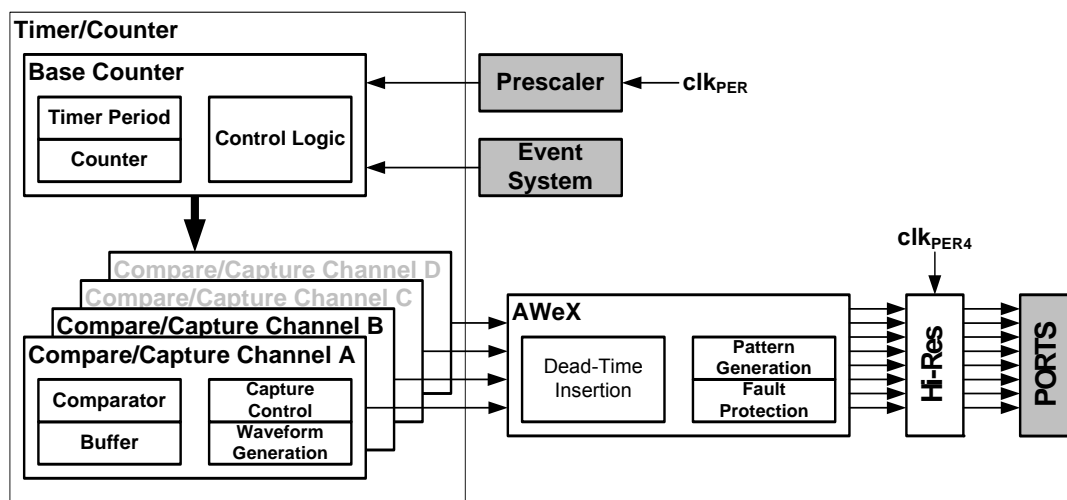 Timer/Counter
Base Counter
Timer Period
Counter
Control Logic
Prescaler
clkPER
Event
System
Compare/Capture Channel D
Compare/Capture Channel C
Compare/Capture Channel B
Compare/Capture Channel A
Comparator
Buffer
Capture
Control
Waveform
Generation
AWeX
Dead-Time
Insertion
Pattern
Generation
Fault
Protection
clkPER4
Hi-Res
PORTS